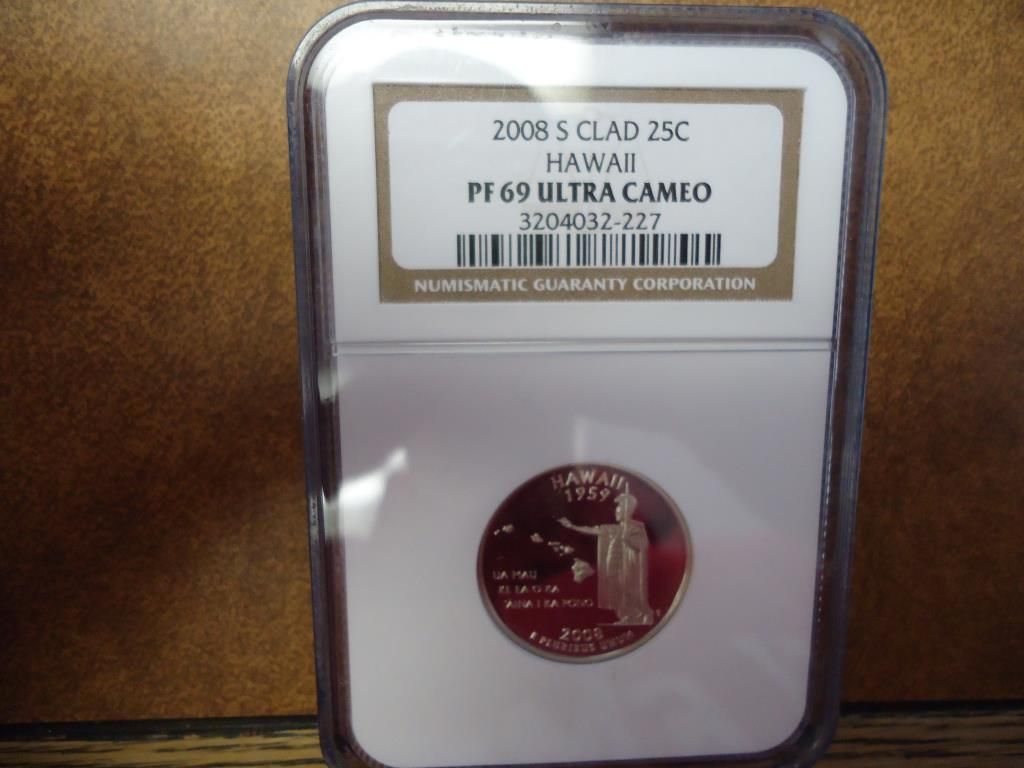 2008 S CLAD 25C
HAWAII
PF 69 ULTRA CAMEO
3204032-227
NUMISMATIC GUARANTY CORPORATION
HAWAII
1959
UA MAU
KE EA O KA
'ĀINA I KA PONO
2008
E PLURIBUS UNUM